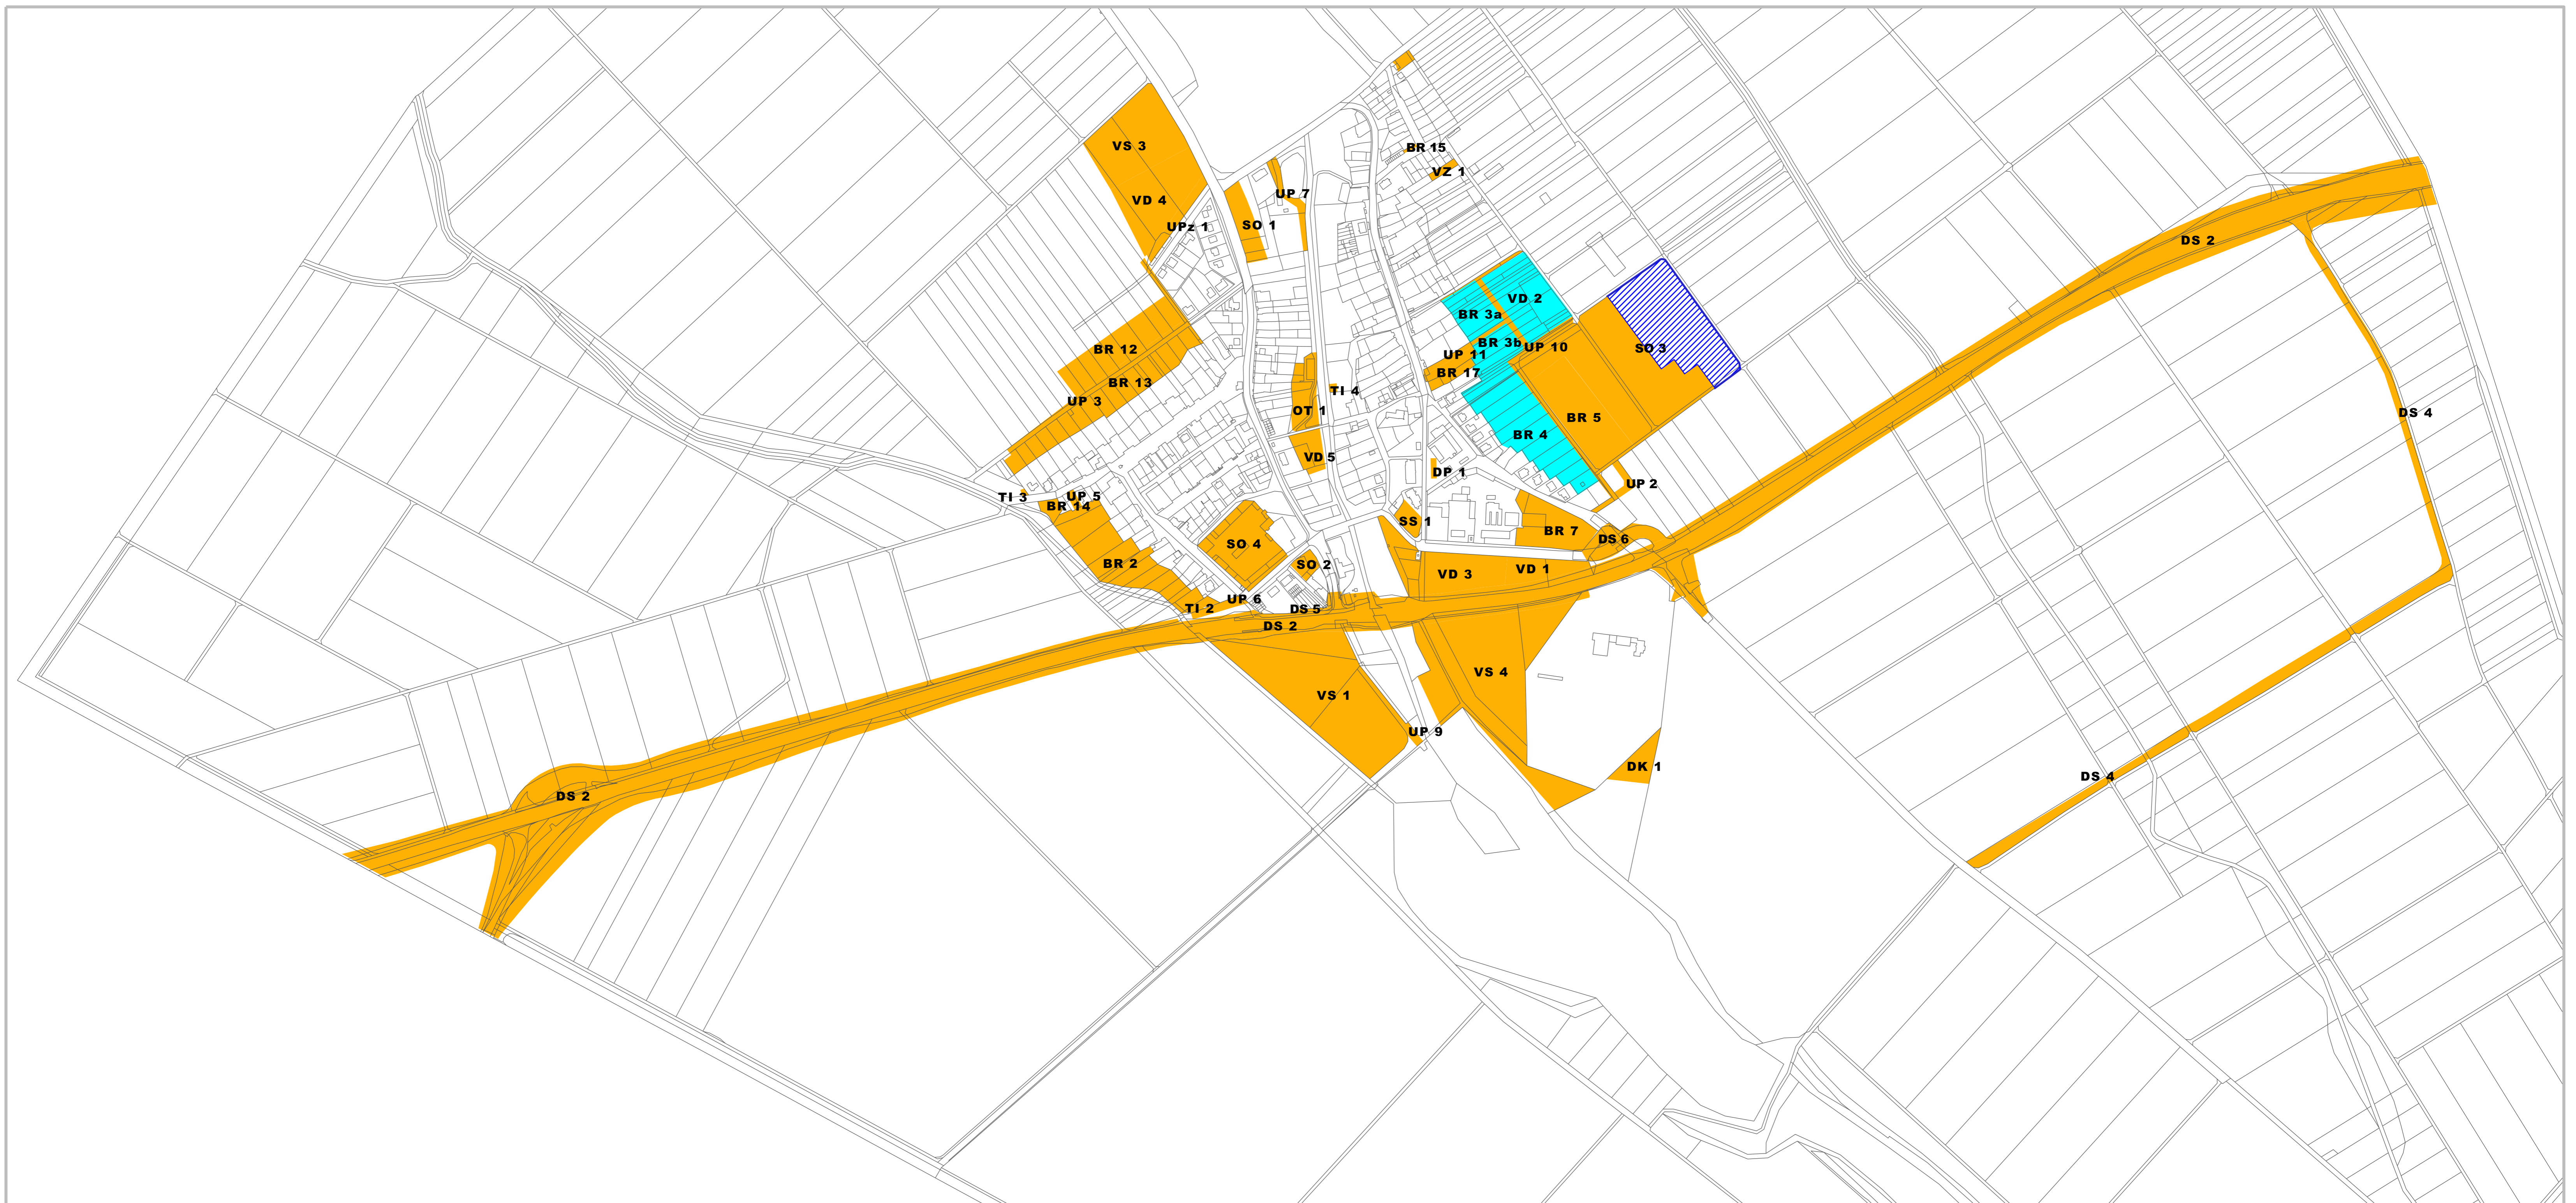 VS 3
BR 15
VZ 1
UP 7
VD 4
UPz 1
SO 1
DS 2
VD 2
BR 3a
BR 3b
UP 10
SO 3
BR 12
UP 11
BR 17
BR 13
TI 4
UP 3
OT 1
BR 5
DS 4
BR 4
VD 5
DP 1
UP 2
TI 3
UP 5
BR 14
SS 1
BR 7
DS 6
SO 4
BR 2
SO 2
VD 3
VD 1
UP 6
TI 2
DS 5
DS 2
VS 4
VS 1
UP 9
DK 1
DS 4
DS 2